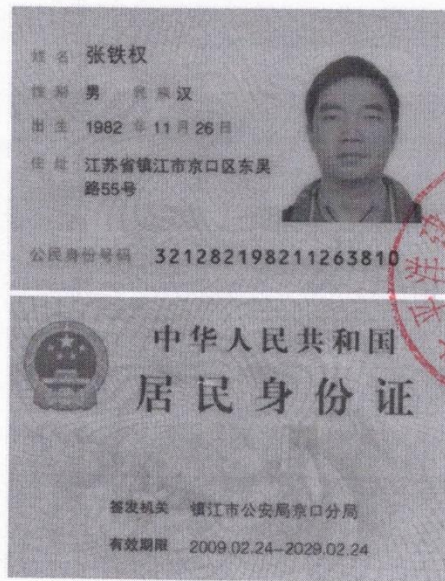 姓名 张铁权
性别 男 民族 汉
出生 1982 年 11 月 26 日
住址 江苏省镇江市京口区东吴
路55号
公民身份号码 321282198211263810
中华人民共和国
居民身份证
签发机关 镇江市公安局京口分局
有效期限 2009.02.24-2029.02.24